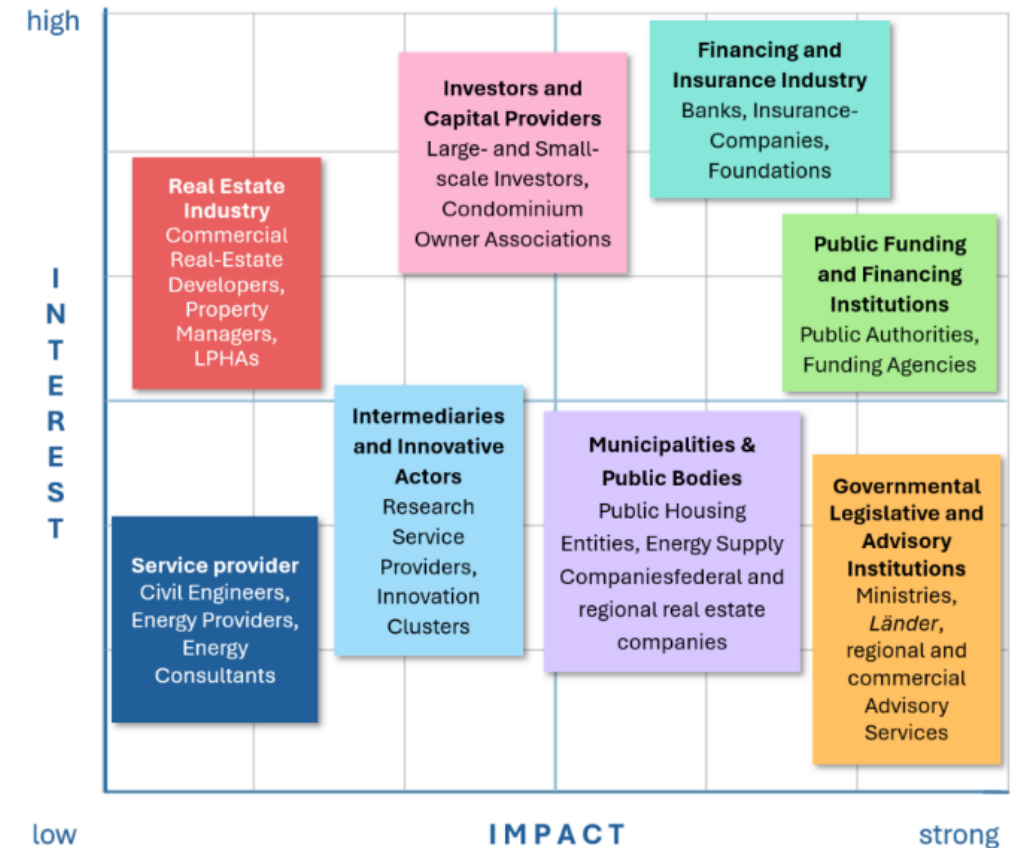 high
Financing and
Insurance Industry
Banks, Insurance-
Companies,
Foundations
Investors and
Capital Providers
Large- and Small-
scale Investors,
Condominium
Owner Associations
Real Estate
Industry
Commercial
Real-Estate
Developers,
Property
Managers,
LPHAs
Public Funding
and Financing
Institutions
Public Authorities,
Funding Agencies
INTEREST
Intermediaries
and Innovative
Actors
Research
Service
Providers,
Innovation
Clusters
Municipalities &
Public Bodies
Public Housing
Entities, Energy Supply
Companiesfederal and
regional real estate
companies
Governmental
Legislative and
Advisory
Institutions
Ministries,
Länder,
regional and
commercial
Advisory
Services
Service provider
Civil Engineers,
Energy Providers,
Energy
Consultants
low
IMPACT
strong